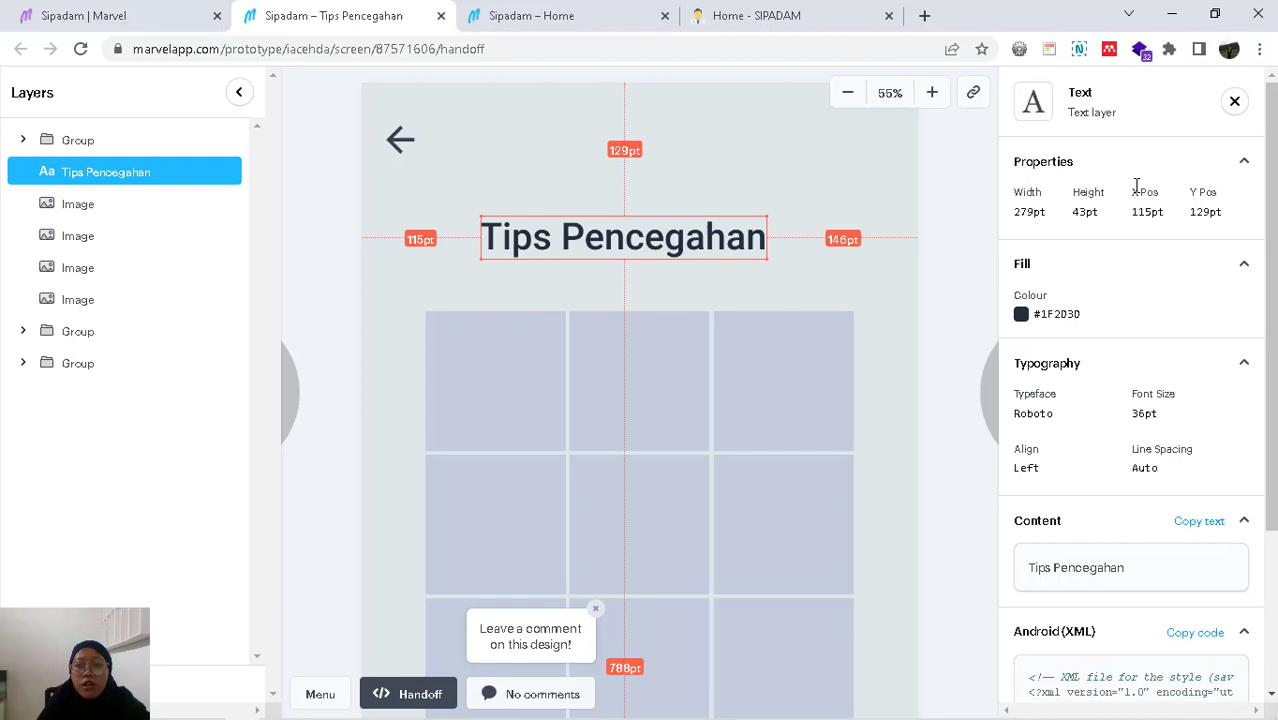 Sipadam | Marvel
Sipadam – Tips Pencegahan
Sipadam – Home
Home - SIPADAM
marvelapp.com/prototype/iacehda/screen/87571606/handoff
32
Layers
Group
Aa Tips Pencegahan
Image
Image
Image
Image
Group
Group
55%
129pt
115pt
Tips Pencegahan
146pt
788pt
Leave a comment
on this design!
Menu
</> Handoff
No comments
A
Text
Text layer
Properties
Width Height X Pos Y Pos
279pt 43pt 115pt 129pt
Fill
Colour
#1F2D3D
Typography
Typeface Font Size
Roboto 36pt
Align Line Spacing
Left Auto
Content Copy text
Tips Pencegahan
Android (XML) Copy code
<!-- XML file for the style (sav
<?xml version="1.0" encoding="ut